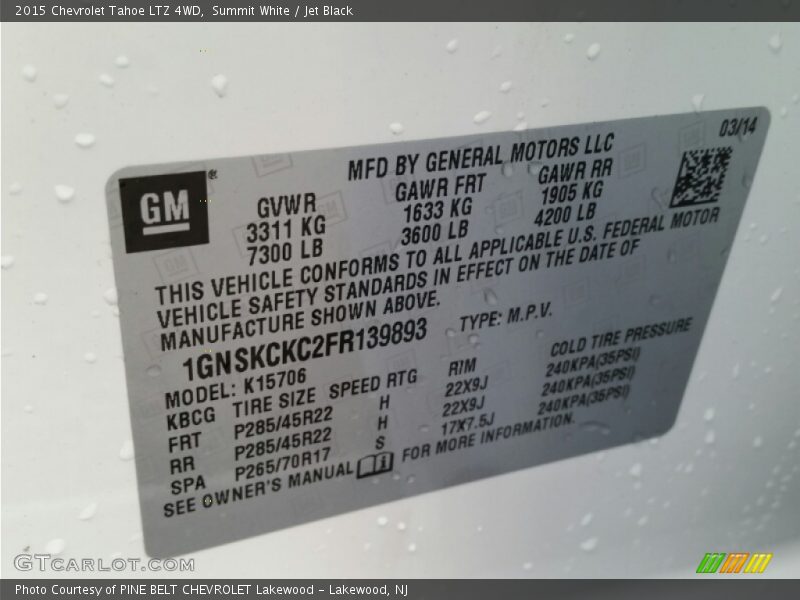 2015 Chevrolet Tahoe LTZ 4WD, Summit White / Jet Black
03/14
MFD BY GENERAL MOTORS LLC
GM®
GVWR GAWR FRT GAWR RR
3311 KG 1633 KG 1905 KG
7300 LB 3600 LB 4200 LB
THIS VEHICLE CONFORMS TO ALL APPLICABLE U.S. FEDERAL MOTOR
VEHICLE SAFETY STANDARDS IN EFFECT ON THE DATE OF
MANUFACTURE SHOWN ABOVE.
1GNSKCKC2FR139893 TYPE: M.P.V.
MODEL: K15706
KBCG TIRE SIZE SPEED RTG RIM COLD TIRE PRESSURE
FRT P285/45R22 H 22X9J 240KPA(35PSI)
RR P285/45R22 H 22X9J 240KPA(35PSI)
SPA P265/70R17 S 17X7.5J 240KPA(35PSI)
SEE OWNER'S MANUAL FOR MORE INFORMATION.
GTCARLOT.COM
Photo Courtesy of PINE BELT CHEVROLET Lakewood - Lakewood, NJ